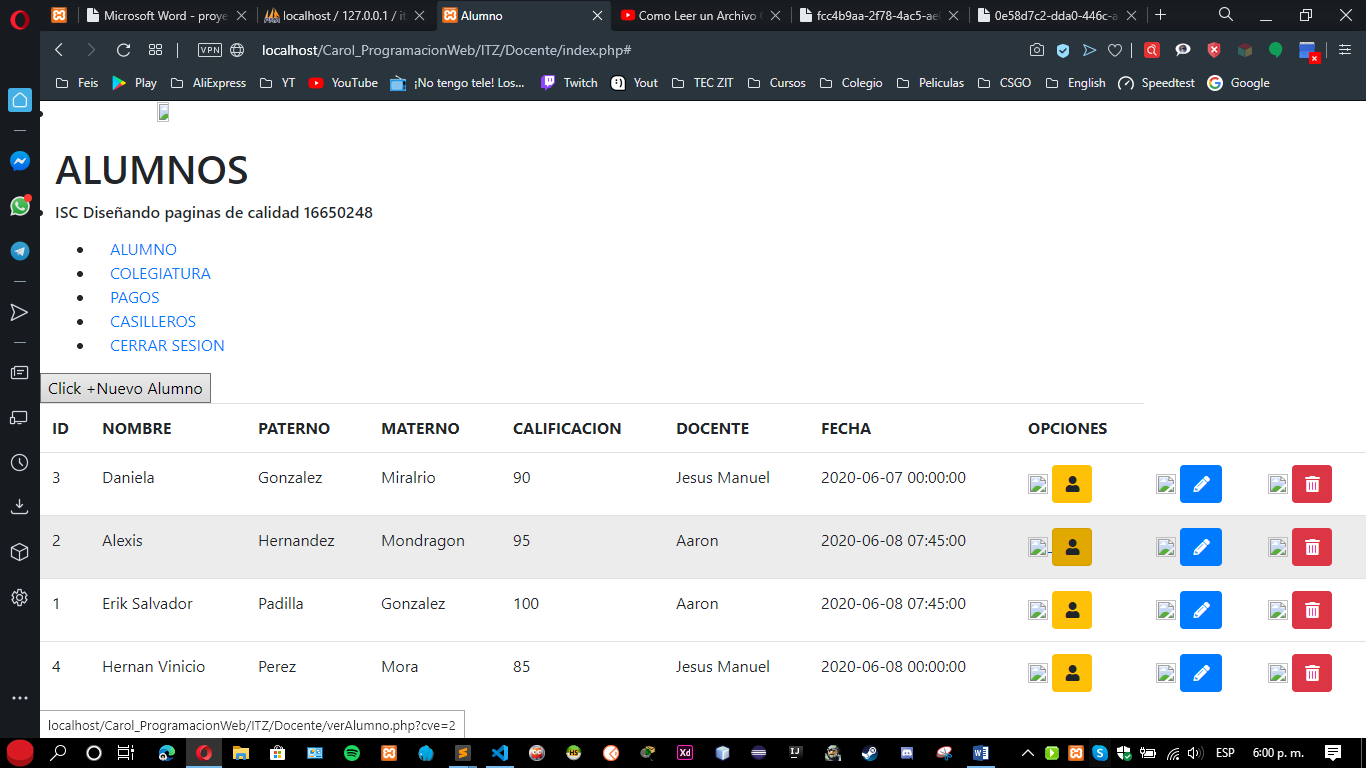 Microsoft Word - proye
localhost / 127.0.0.1 / it
Alumno
Como Leer un Archivo
fcc4b9aa-2f78-4ac5-ae
0e58d7c2-dda0-446c-a
VPN localhost/Carol_ProgramacionWeb/ITZ/Docente/index.php#
Feis Play AliExpress YT YouTube ¡No tengo tele! Los... Twitch Yout TEC ZIT Cursos Colegio Peliculas CSGO English Speedtest Google
ALUMNOS
ISC Diseñando paginas de calidad 16650248
ALUMNO
COLEGIATURA
PAGOS
CASILLEROS
CERRAR SESION
Click +Nuevo Alumno
ID NOMBRE PATERNO MATERNO CALIFICACION DOCENTE FECHA OPCIONES
3 Daniela Gonzalez Miralrio 90 Jesus Manuel 2020-06-07 00:00:00
2 Alexis Hernandez Mondragon 95 Aaron 2020-06-08 07:45:00
1 Erik Salvador Padilla Gonzalez 100 Aaron 2020-06-08 07:45:00
4 Hernan Vinicio Perez Mora 85 Jesus Manuel 2020-06-08 00:00:00
localhost/Carol_ProgramacionWeb/ITZ/Docente/verAlumno.php?cve=2
ESP 6:00 p. m.